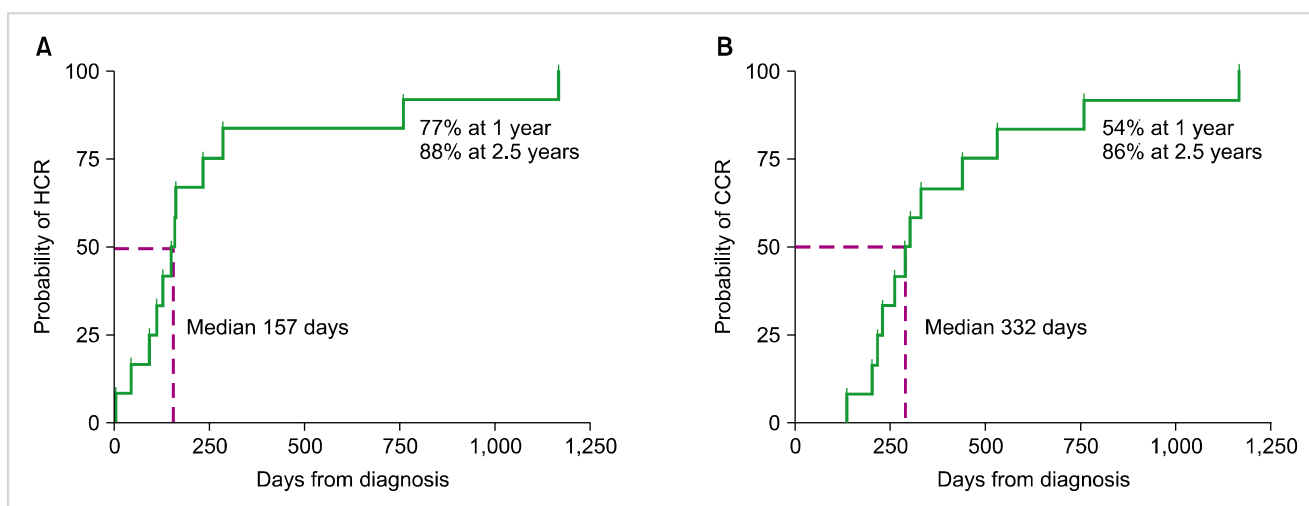 A
100
75
50
25
0
Probability of HCR
77% at 1 year
88% at 2.5 years
Median 157 days
0 250 500 750 1,000 1,250
Days from diagnosis
B
100
75
50
25
0
Probability of CCR
54% at 1 year
86% at 2.5 years
Median 332 days
0 250 500 750 1,000 1,250
Days from diagnosis